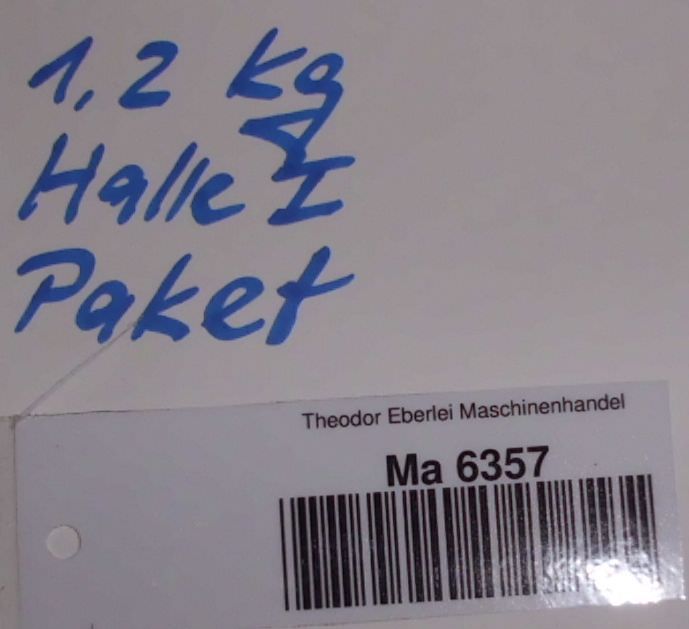 1,2 kg
Halle I
Paket
Theodor Eberlei Maschinenhandel
Ma 6357